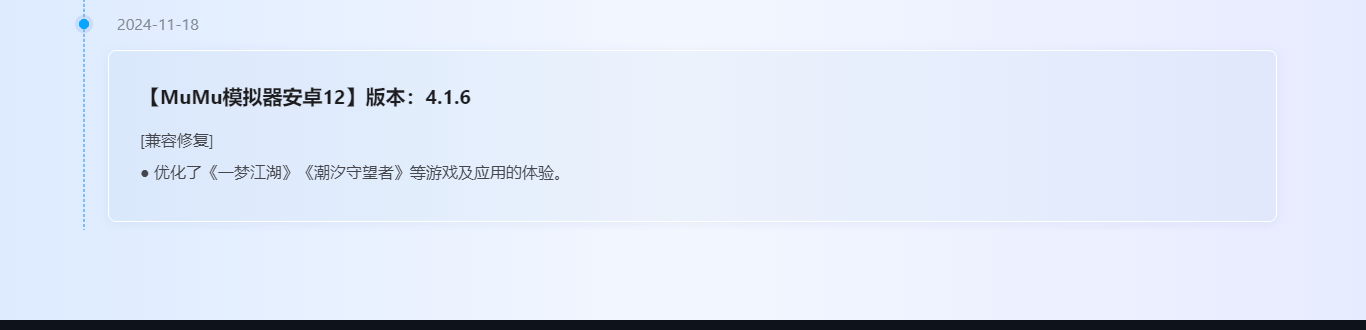 2024-11-18
【MuMu模拟器安卓12】版本：4.1.6
[兼容修复]
● 优化了《一梦江湖》《潮汐守望者》等游戏及应用的体验。